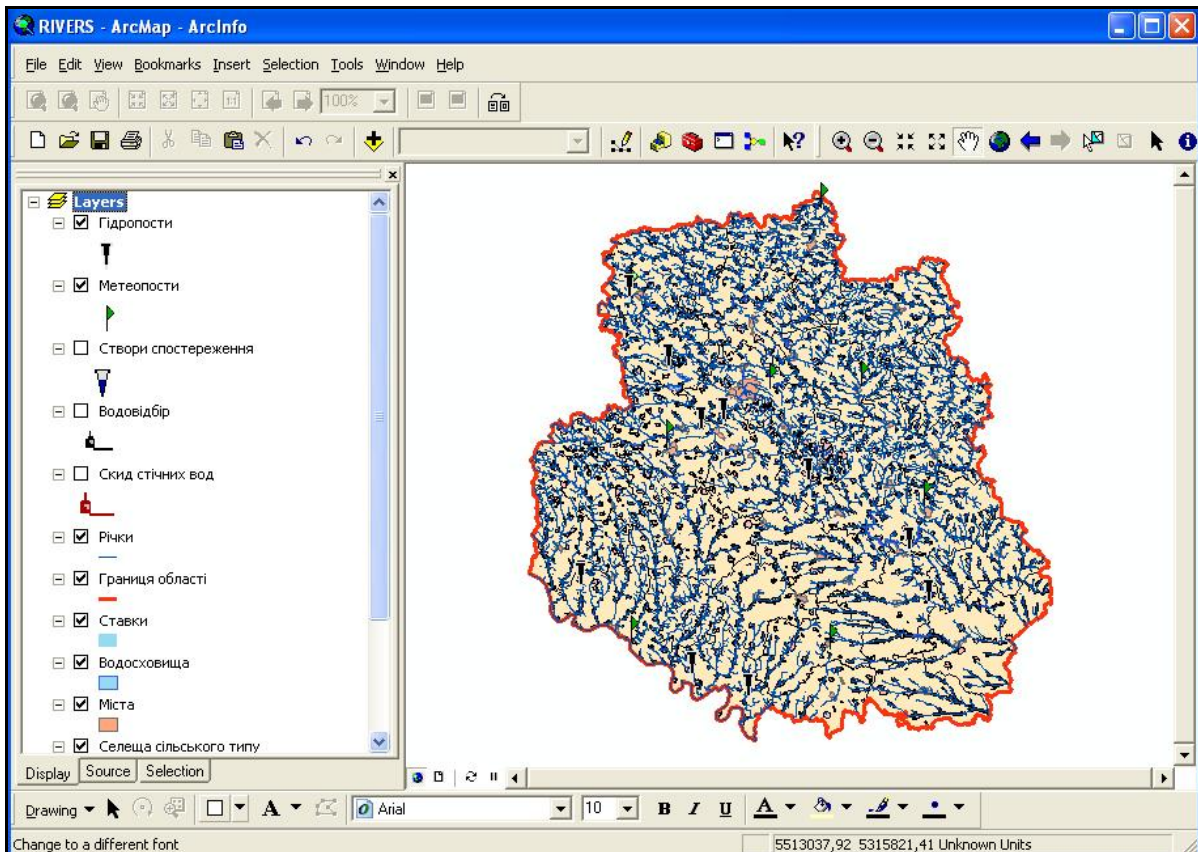 RIVERS - ArcMap - ArcInfo
File Edit View Bookmarks Insert Selection Tools Window Help
1:1 100%
Layers
Гідропости
Метеопости
Створи спостереження
Водовідбір
Скид стічних вод
Річки
Границя області
Ставки
Водосховища
Міста
Селеща сільського типу
Display Source Selection
Drawing A Arial 10 B I U A
Change to a different font 5513037,92 5315821,41 Unknown Units